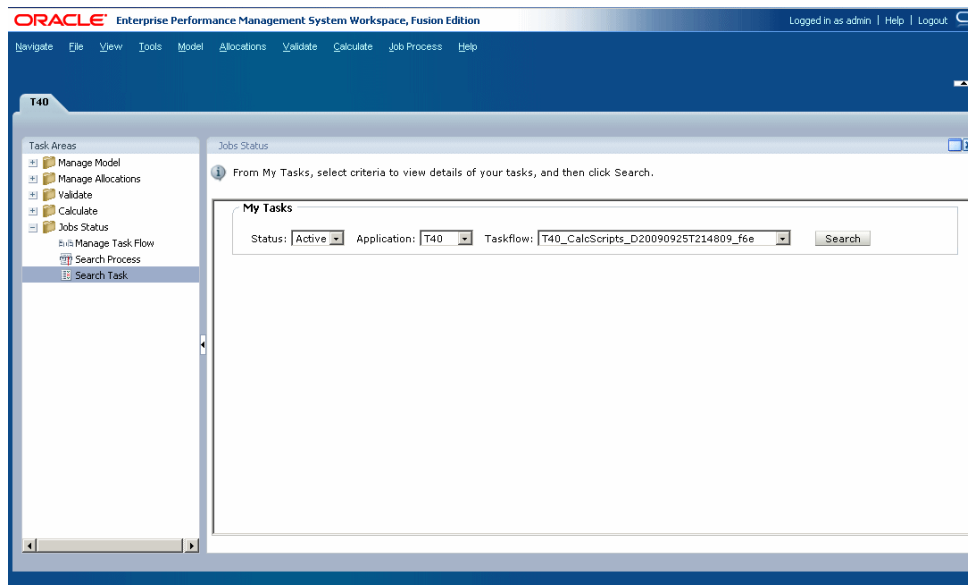 ORACLE Enterprise Performance Management System Workspace, Fusion Edition Logged in as admin | Help | Logout
Navigate File View Tools Model Allocations Validate Calculate Job Process Help
T40
Task Areas
Manage Model
Manage Allocations
Validate
Calculate
Jobs Status
Manage Task Flow
Search Process
Search Task
Jobs Status
From My Tasks, select criteria to view details of your tasks, and then click Search.
My Tasks
Status: Active Application: T40 Taskflow: T40_CalcScripts_D20090925T214809_f6e Search